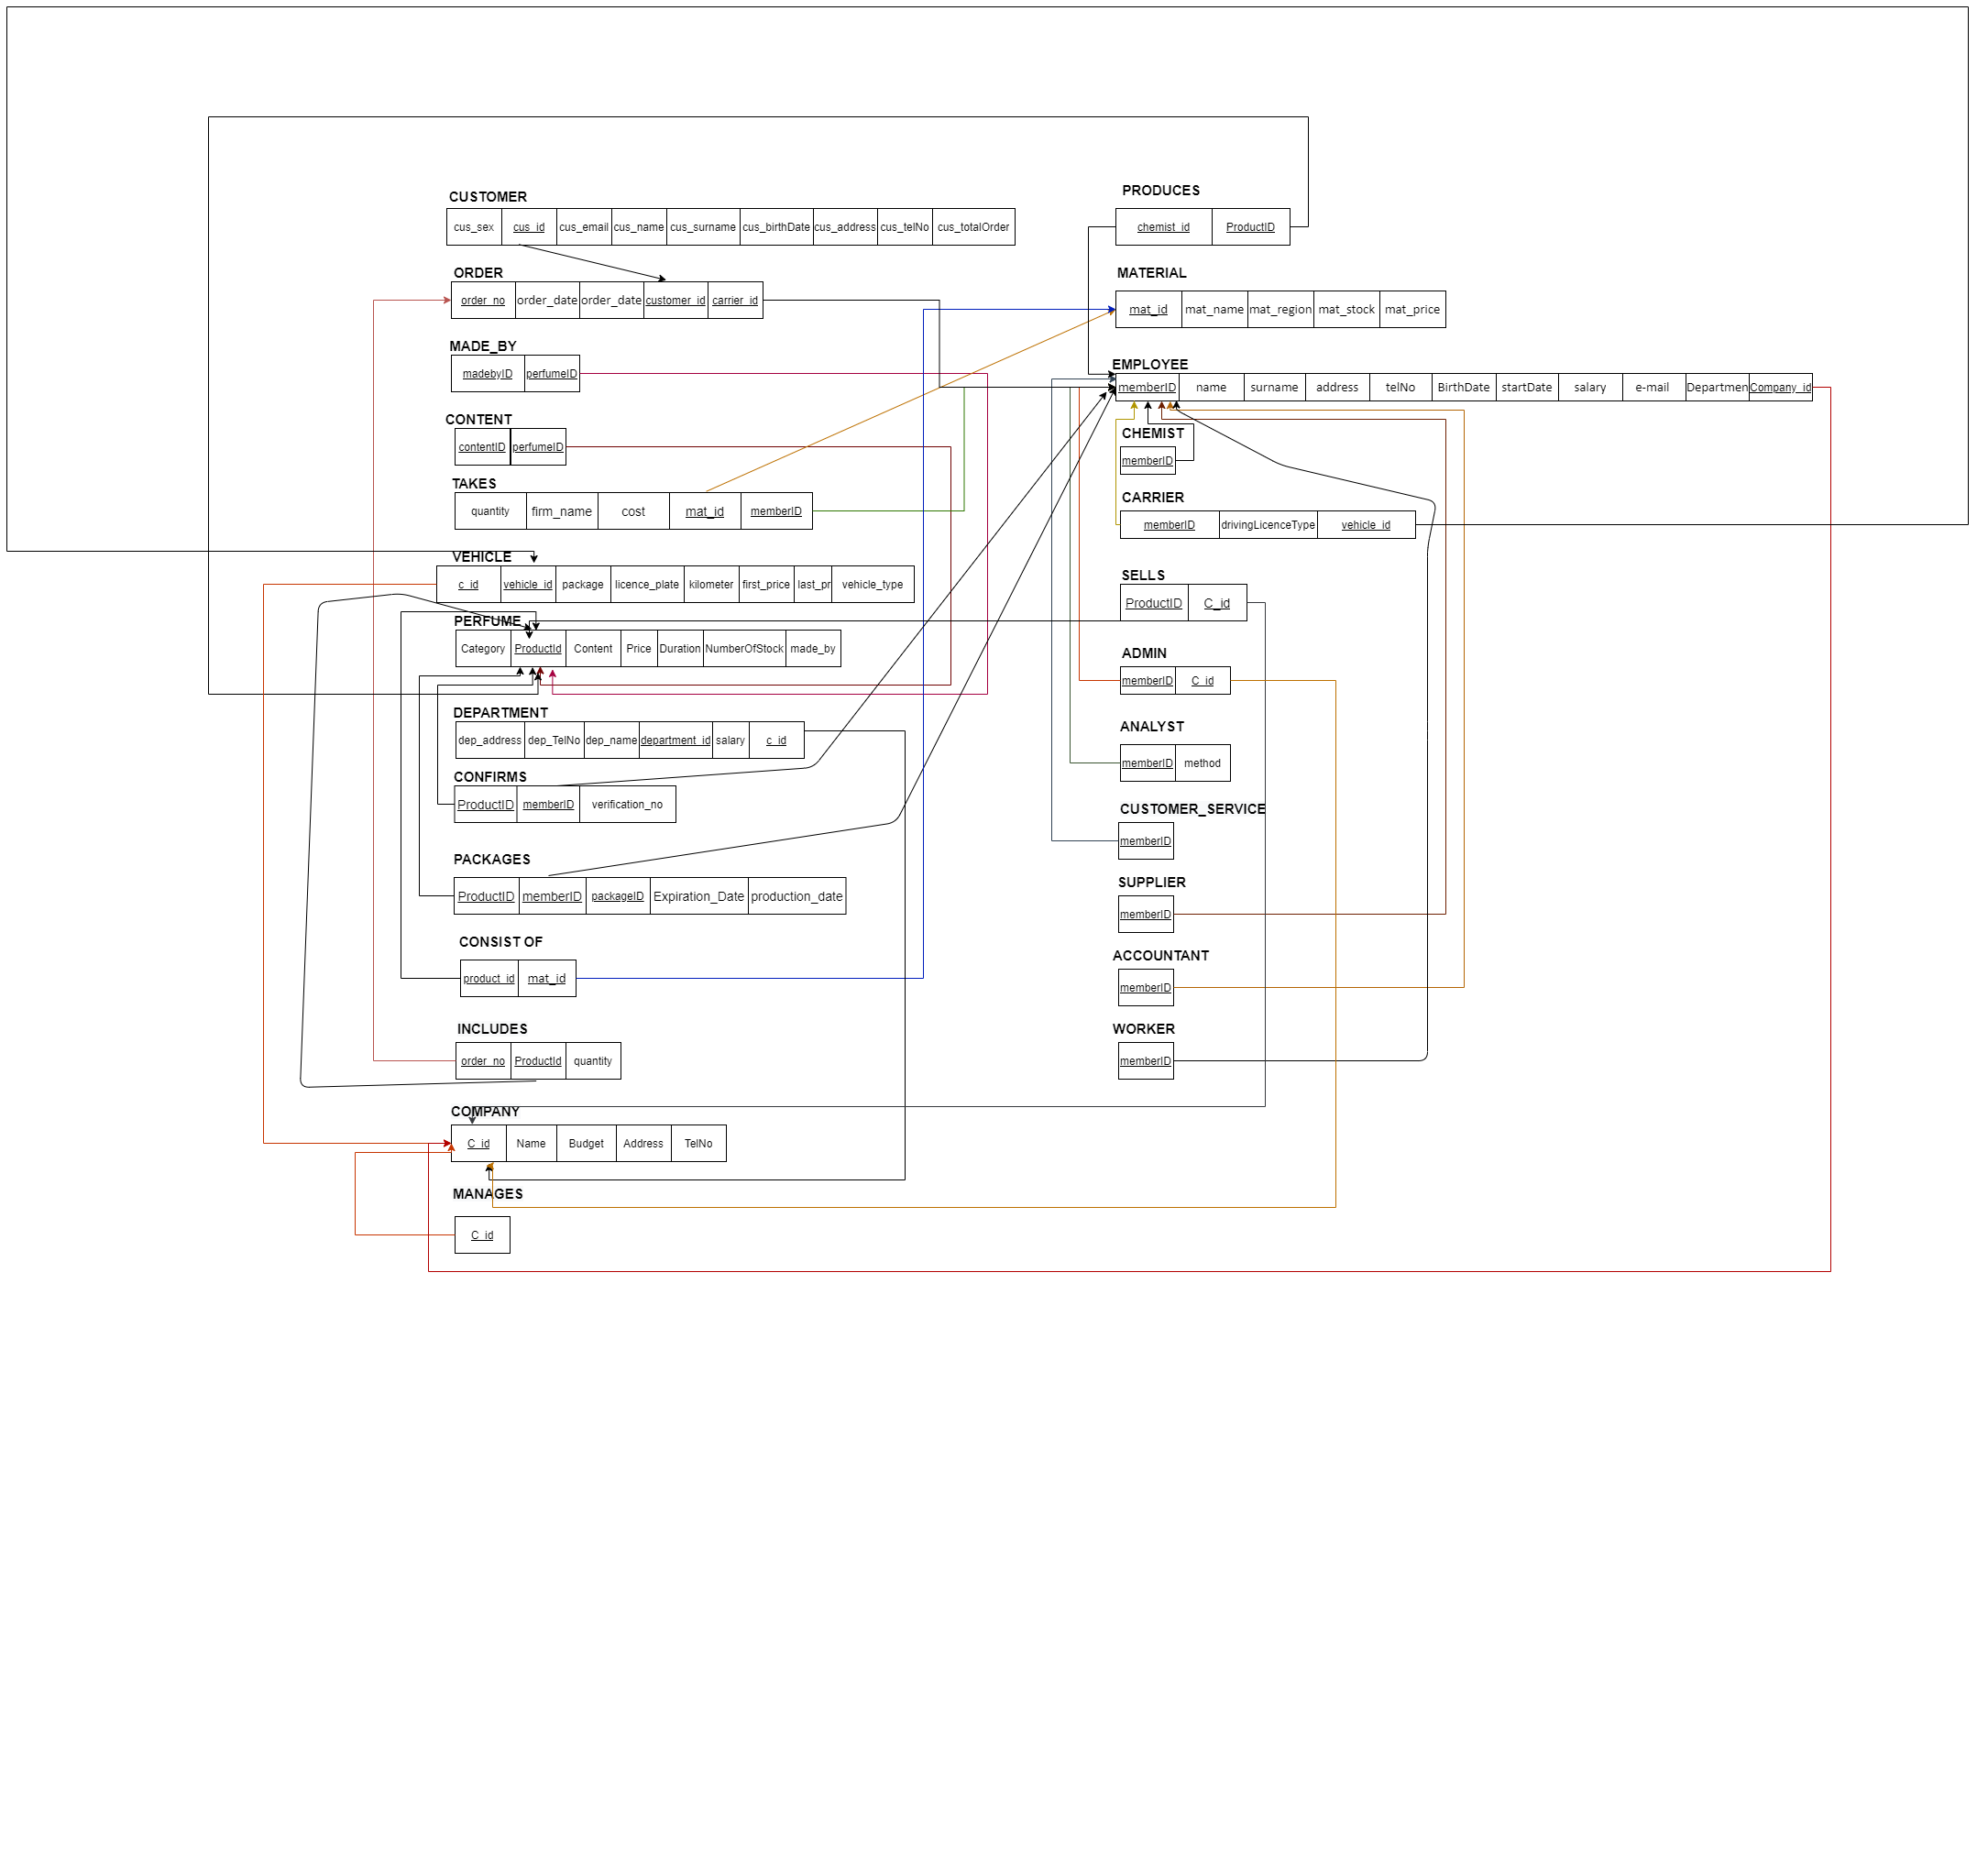 CUSTOMER
cus_sex cus_id cus_email cus_name cus_surname cus_birthDate cus_address cus_telNo cus_totalOrder
ORDER
order_no order_date order_date customer_id carrier_id
MADE_BY
madebyID perfumeID
CONTENT
contentID perfumeID
TAKES
quantity firm_name cost mat_id memberID
VEHICLE
c_id vehicle_id package licence_plate kilometer first_price last_pr vehicle_type
PERFUME
Category ProductId Content Price Duration NumberOfStock made_by
DEPARTMENT
dep_address dep_TelNo dep_name department_id salary c_id
CONFIRMS
ProductID memberID verification_no
PACKAGES
ProductID memberID packageID Expiration_Date production_date
CONSIST OF
product_id mat_id
INCLUDES
order_no ProductId quantity
COMPANY
C_id Name Budget Address TelNo
MANAGES
C_id
PRODUCES
chemist_id ProductID
MATERIAL
mat_id mat_name mat_region mat_stock mat_price
EMPLOYEE
memberID name surname address telNo BirthDate startDate salary e-mail Departmen Company_id
CHEMIST
memberID
CARRIER
memberID drivingLicenceType vehicle_id
SELLS
ProductID C_id
ADMIN
memberID C_id
ANALYST
memberID method
CUSTOMER_SERVICE
memberID
SUPPLIER
memberID
ACCOUNTANT
memberID
WORKER
memberID